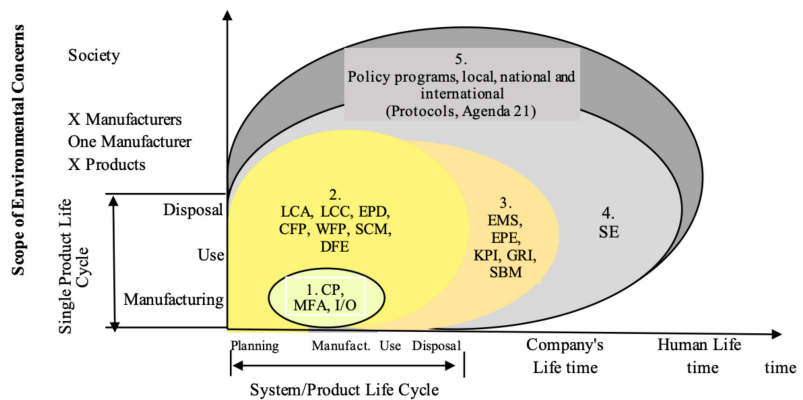 Scope of Environmental Concerns
Society
X Manufacturers
One Manufacturer
X Products
Single Product Life
Cycle
Disposal
Use
Manufacturing
5.
Policy programs, local, national and
international
(Protocols, Agenda 21)
2.
LCA, LCC, EPD,
CFP, WFP, SCM,
DFE
3.
EMS,
EPE,
KPI, GRI,
SBM
4.
SE
1. CP,
MFA, I/O
Planning Manufact. Use Disposal
System/Product Life Cycle
Company's
Life time
Human Life
time
time